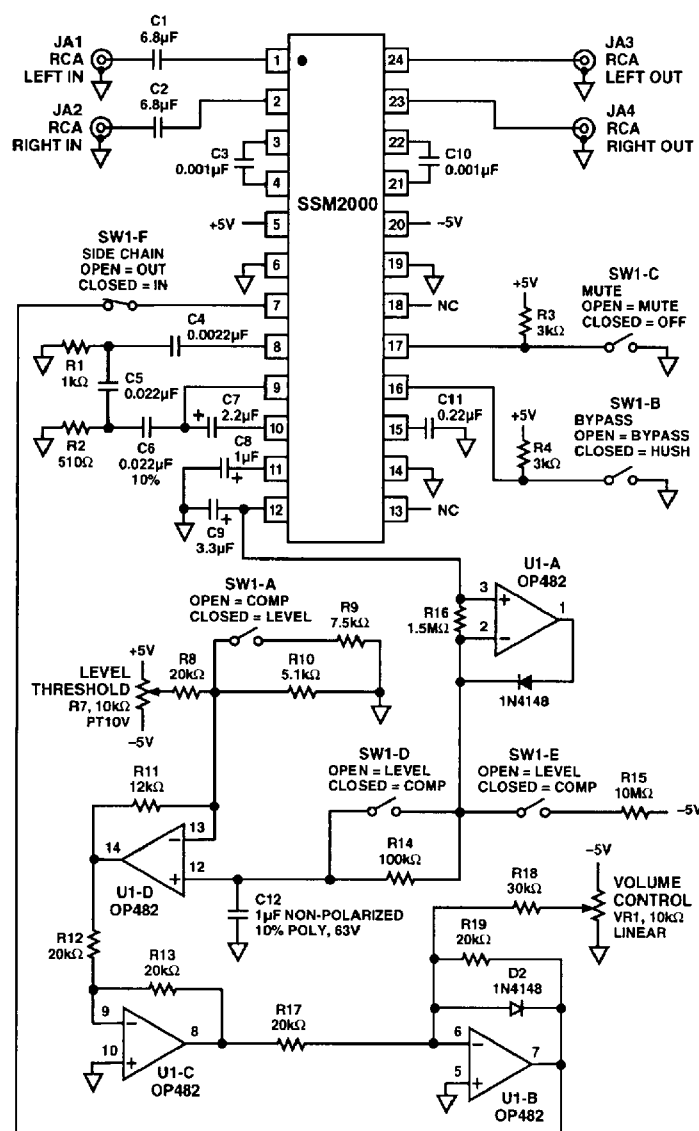 C1
6.8µF
JA1
RCA
LEFT IN
C2
6.8µF
JA2
RCA
RIGHT IN
C3
0.001µF
+5V
SW1-F
SIDE CHAIN
OPEN = OUT
CLOSED = IN
C4
0.0022µF
R1
1kΩ
C5
0.022µF
R2
510Ω
C6
0.022µF
10%
C7
2.2µF
+
C8
1µF
+
C9
3.3µF
+
1
2
3
4
5
6
7
8
9
10
11
12
SSM2000
24
23
22
21
20
19
18
17
16
15
14
13
JA3
RCA
LEFT OUT
JA4
RCA
RIGHT OUT
C10
0.001µF
–5V
NC
+5V
R3
3kΩ
SW1-C
MUTE
OPEN = MUTE
CLOSED = OFF
+5V
R4
3kΩ
SW1-B
BYPASS
OPEN = BYPASS
CLOSED = HUSH
C11
0.22µF
NC
U1-A
OP482
3
+
1
R16
1.5MΩ
2
–
1N4148
SW1-A
OPEN = COMP
CLOSED = LEVEL
R9
7.5kΩ
+5V
LEVEL
THRESHOLD
R7, 10kΩ
PT10V
–5V
R8
20kΩ
R10
5.1kΩ
R11
12kΩ
SW1-D
OPEN = LEVEL
CLOSED = COMP
SW1-E
OPEN = LEVEL
CLOSED = COMP
R15
10MΩ
–5V
14
–
13
+
12
U1-D
OP482
R14
100kΩ
C12
1µF NON-POLARIZED
10% POLY, 63V
R12
20kΩ
R13
20kΩ
9
–
10
+
8
U1-C
OP482
R17
20kΩ
–5V
R18
30kΩ
VOLUME
CONTROL
VR1, 10kΩ
LINEAR
R19
20kΩ
D2
1N4148
6
–
5
+
7
U1-B
OP482